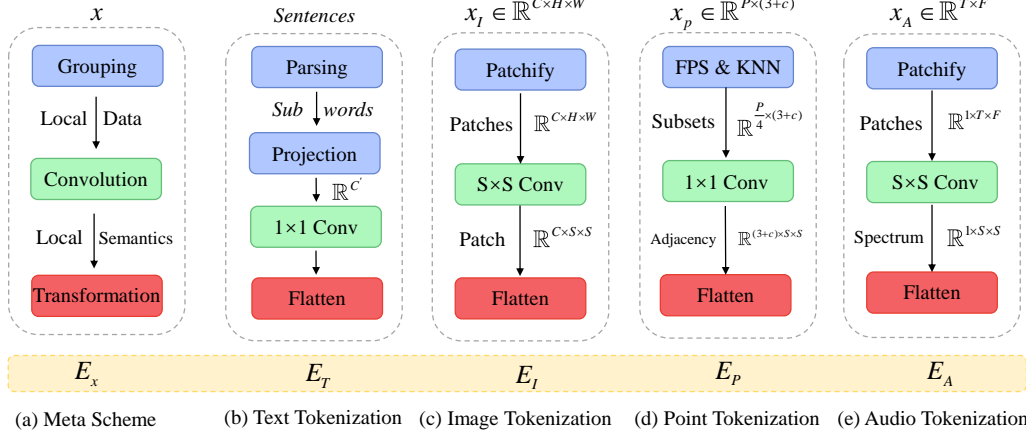 x
Grouping
Local Data
Convolution
Local Semantics
Transformation
E_x
(a) Meta Scheme
Sentences
Parsing
Sub words
Projection
ℝ^{C'}
1×1 Conv
Flatten
E_T
(b) Text Tokenization
x_I ∈ ℝ^{C×H×W}
Patchify
Patches ℝ^{C×H×W}
S×S Conv
Patch ℝ^{C×S×S}
Flatten
E_I
(c) Image Tokenization
x_p ∈ ℝ^{P×(3+c)}
FPS & KNN
Subsets ℝ^{\frac{P}{4}×(3+c)}
1×1 Conv
Adjacency ℝ^{(3+c)×S×S}
Flatten
E_P
(d) Point Tokenization
x_A ∈ ℝ^{T×F}
Patchify
Patches ℝ^{1×T×F}
S×S Conv
Spectrum ℝ^{1×S×S}
Flatten
E_A
(e) Audio Tokenization